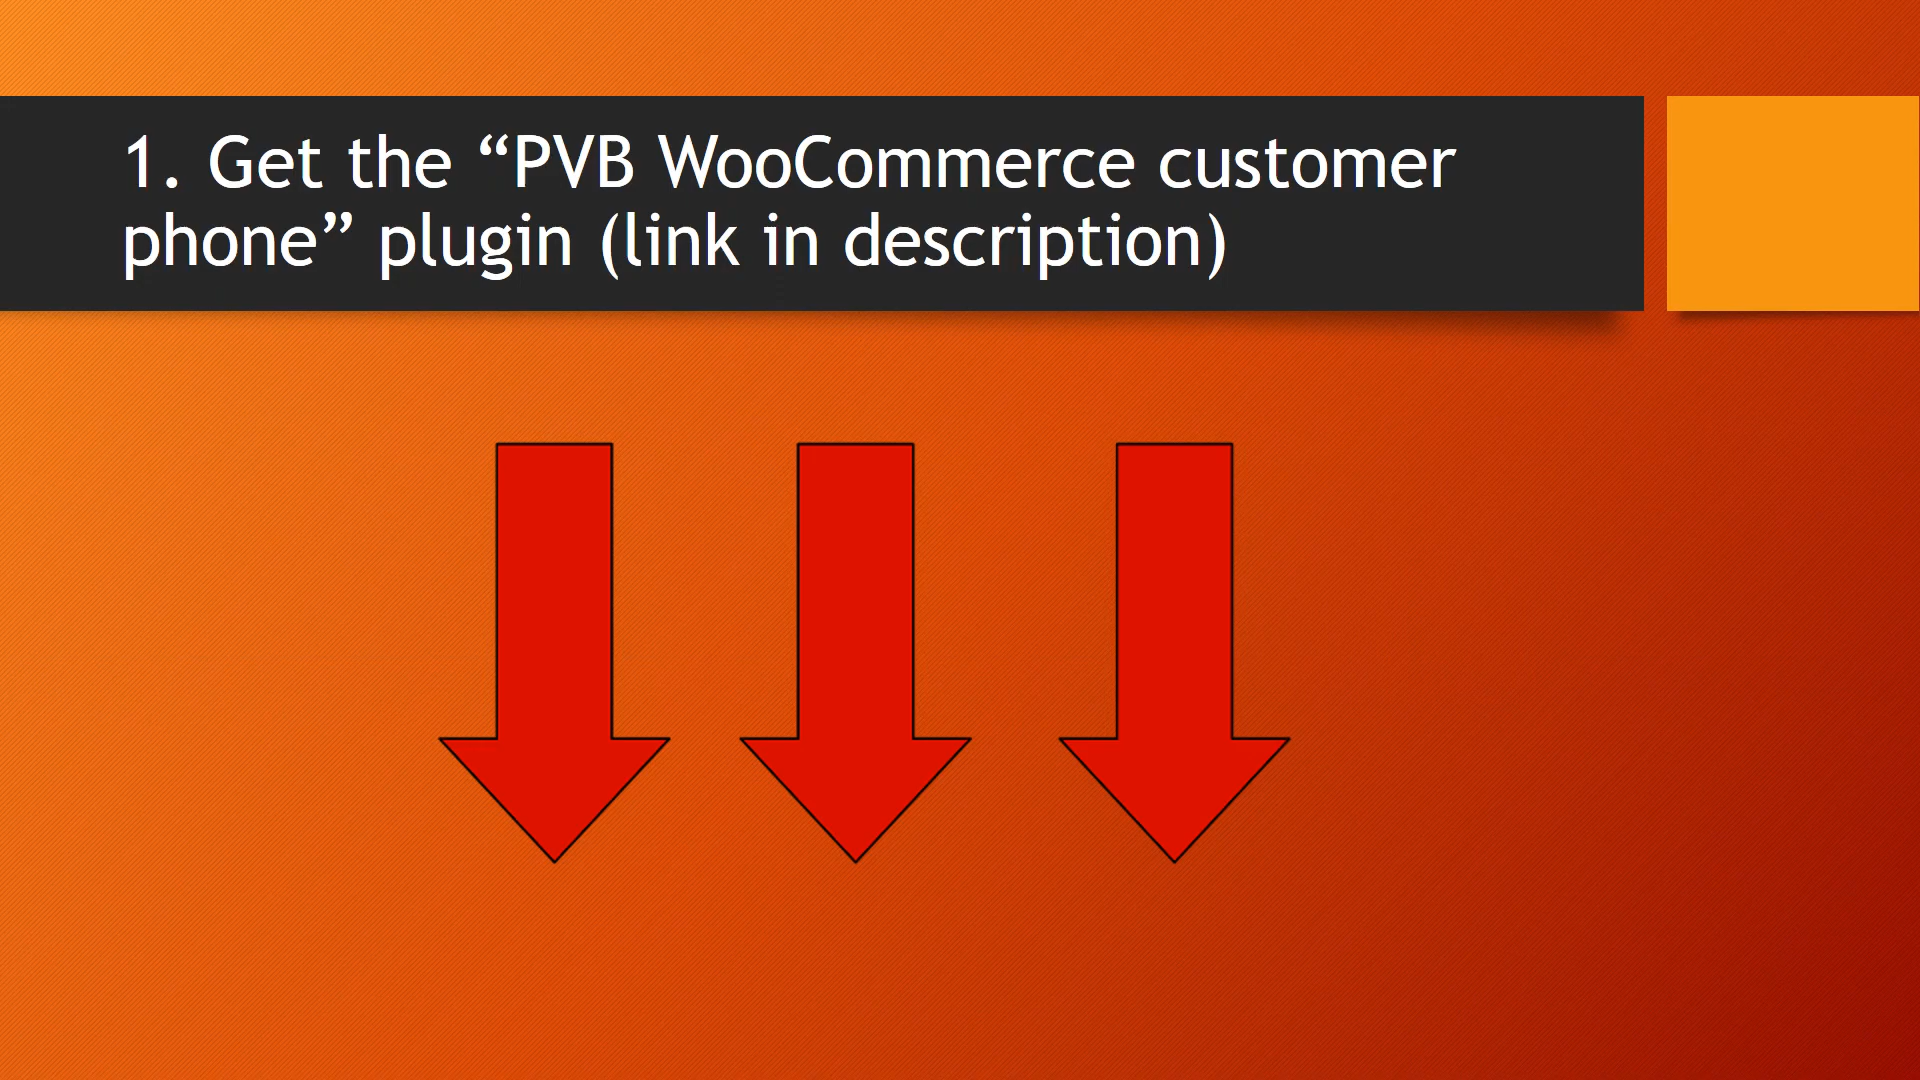 1. Get the “PVB WooCommerce customer
phone” plugin (link in description)